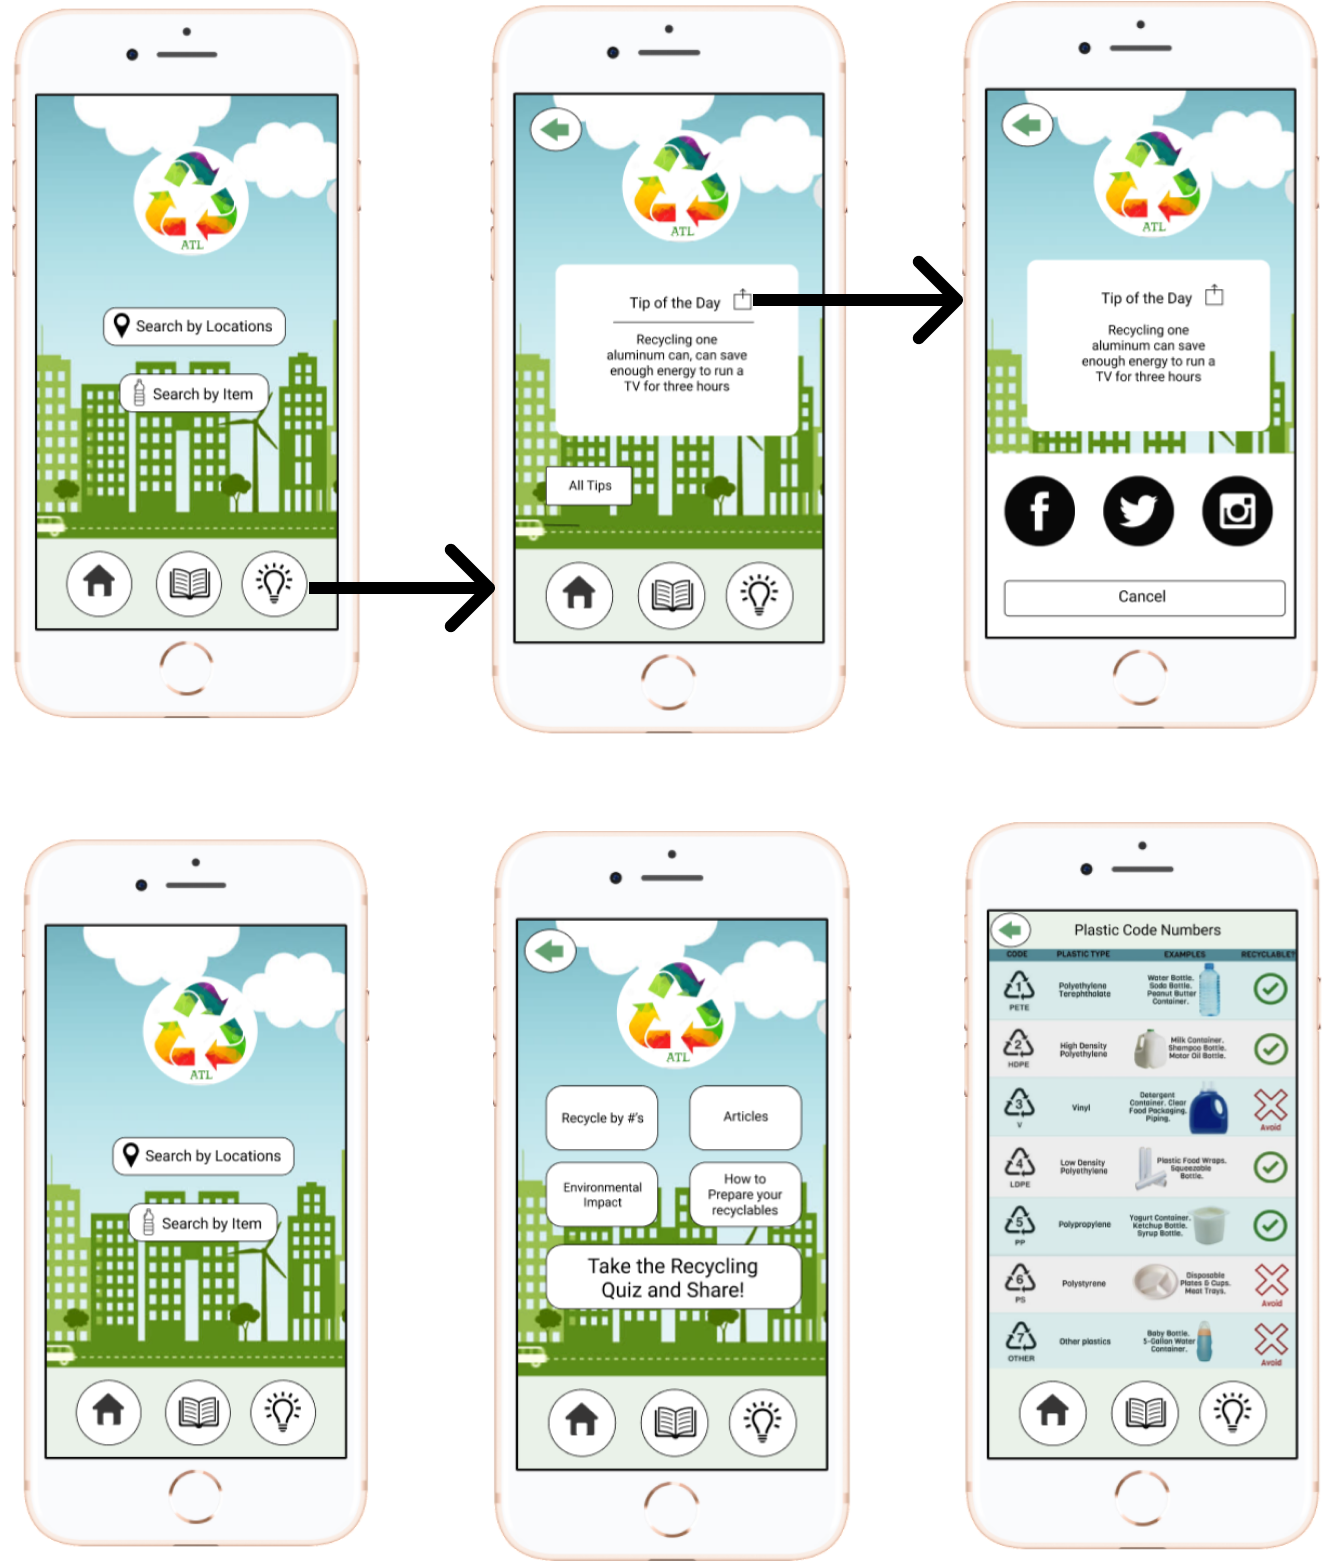 ATL
Search by Locations
Search by Item
ATL
Tip of the Day
Recycling one
aluminum can, can save
enough energy to run a
TV for three hours
All Tips
ATL
Tip of the Day
Recycling one
aluminum can can save
enough energy to run a
TV for three hours
Cancel
ATL
Search by Locations
Search by Item
ATL
Recycle by #'s
Articles
Environmental
Impact
How to
Prepare your
recyclables
Take the Recycling
Quiz and Share!
Plastic Code Numbers
CODE PLASTIC TYPE EXAMPLES RECYCLABLE?
1
PETE
Polyethylene
Terephthalate
Water Bottle.
Soda Bottle.
Peanut Butter
Container.
2
HDPE
High Density
Polyethylene
Milk Container.
Shampoo Bottle.
Motor Oil Bottle.
3
V
Vinyl
Detergent
Container. Clear
Food Packaging.
Piping.
Avoid
4
LDPE
Low Density
Polyethylene
Plastic Food Wraps.
Squeezable
Bottle.
5
PP
Polypropylene
Yogurt Container.
Ketchup Bottle.
Syrup Bottle.
6
PS
Polystyrene
Disposable
Plates & Cups.
Meat Trays.
Avoid
7
OTHER
Other plastics
Baby Bottle.
5-Gallon Water
Container.
Avoid